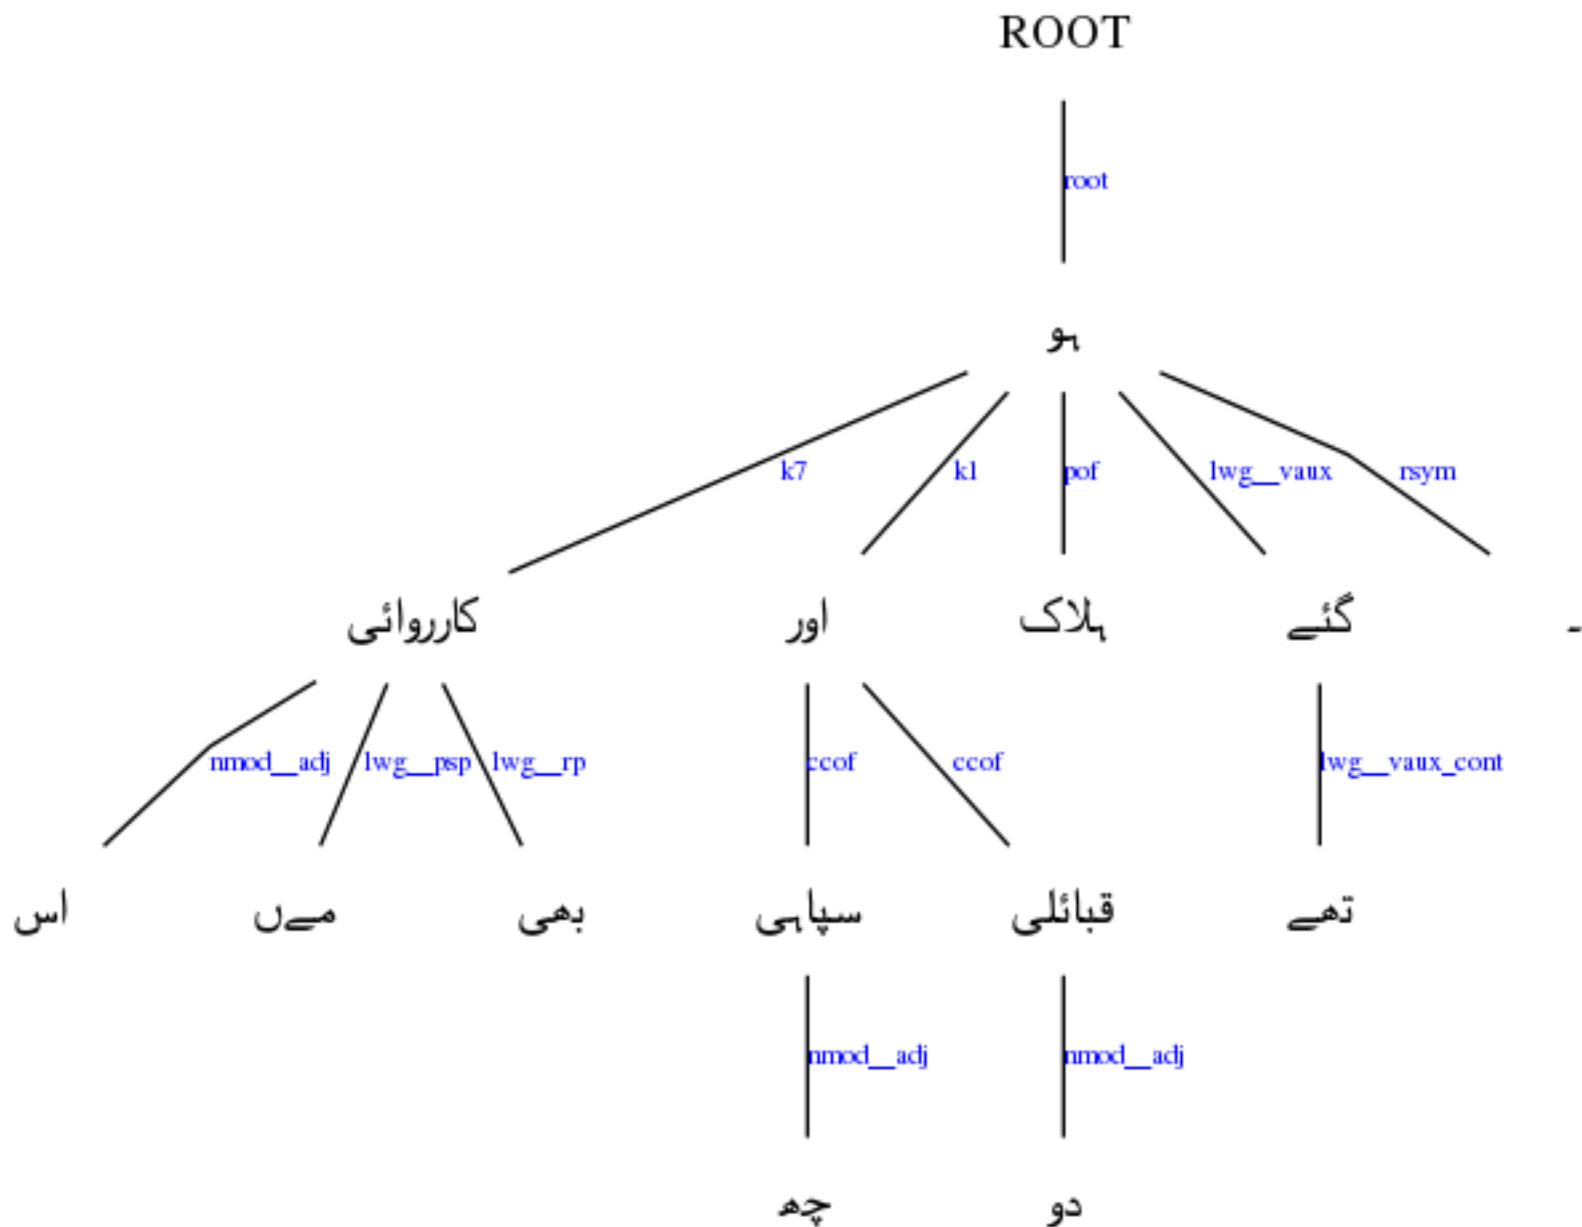 ROOT
root
ہو
k7 k1 pof lwg__vaux rsym
کارروائی اور ہلاک گئے ۔
nmod__adj lwg__psp lwg__rp ccof ccof lwg__vaux_cont
اس مےں بھی سپاہی قبائلی تھے
nmod__adj nmod__adj
چھ دو